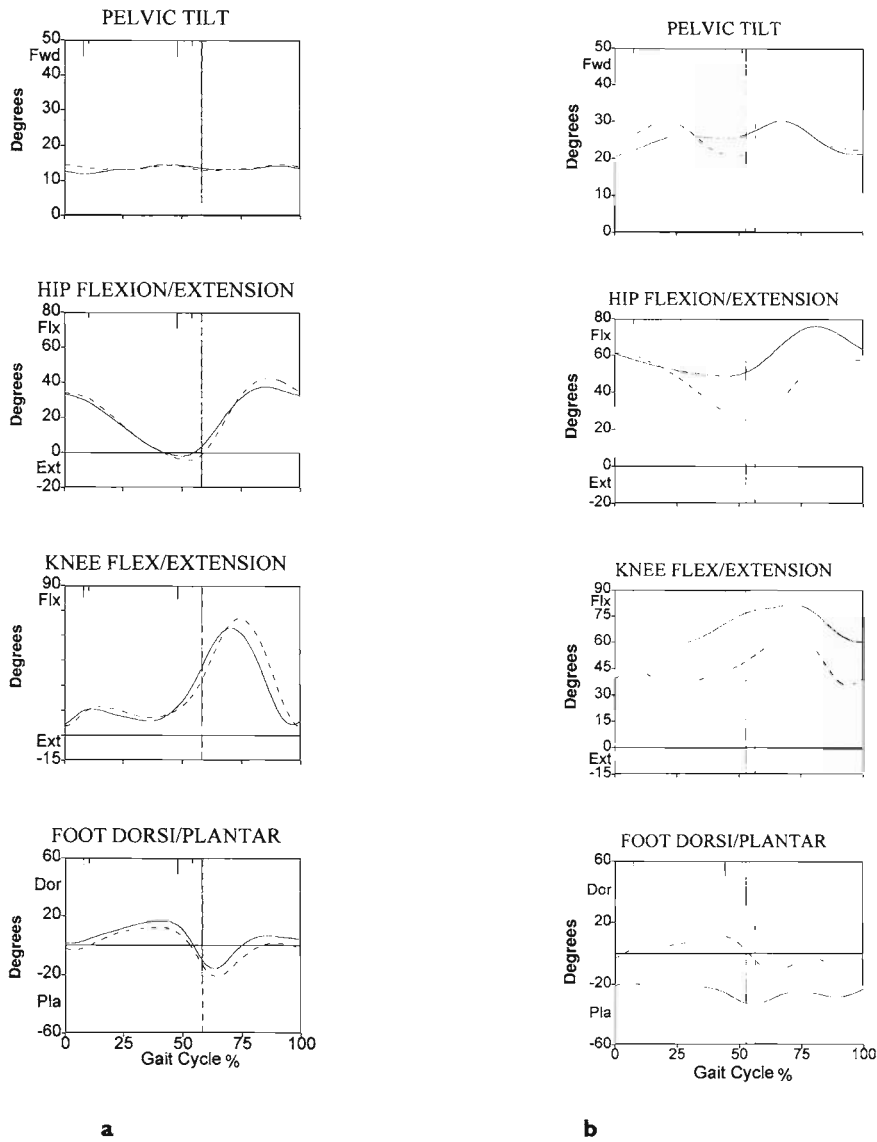 PELVIC TILT
50
Fwd
40
30
20
10
0
Degrees
25
75
HIP FLEXION/EXTENSION
80
Flx
60
40
20
0
Ext
-20
Degrees
25
75
KNEE FLEX/EXTENSION
90
Flx
Ext
-15
Degrees
25
75
FOOT DORSI/PLANTAR
60
Dor
20
-20
Pla
-60
Degrees
0 25 50 75 100
Gait Cycle %
a
PELVIC TILT
50
Fwd
40
30
20
10
0
Degrees
HIP FLEXION/EXTENSION
80
Flx
60
40
20
0
Ext
-20
Degrees
KNEE FLEX/EXTENSION
90
Flx
60
45
30
15
0
Ext
-15
Degrees
FOOT DORSI/PLANTAR
60
Dor
20
-20
Pla
-60
Degrees
0 25 50 75 100
Gait Cycle %
b